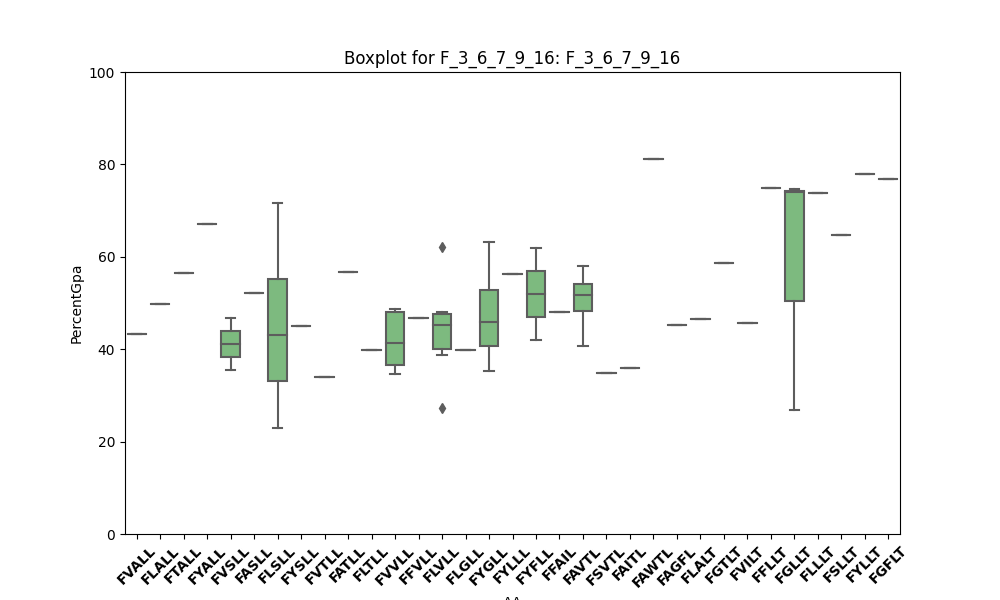 Boxplot for F_3_6_7_9_16: F_3_6_7_9_16
PercentGpa
100
80
60
40
20
0
FVALL
FLALL
FTALL
FYALL
FVSLL
FASLL
FLSLL
FYSLL
FVTLL
FATLL
FLTLL
FVVLL
FFVLL
FLVLL
FLGLL
FYGLL
FYLLL
FYFLL
FFAIL
FAVTL
FSVTL
FAITL
FAWTL
FAGFL
FLALT
FGTLT
FVILT
FFLLT
FGLLT
FLLLT
FSLLT
FYLLT
FGFLT